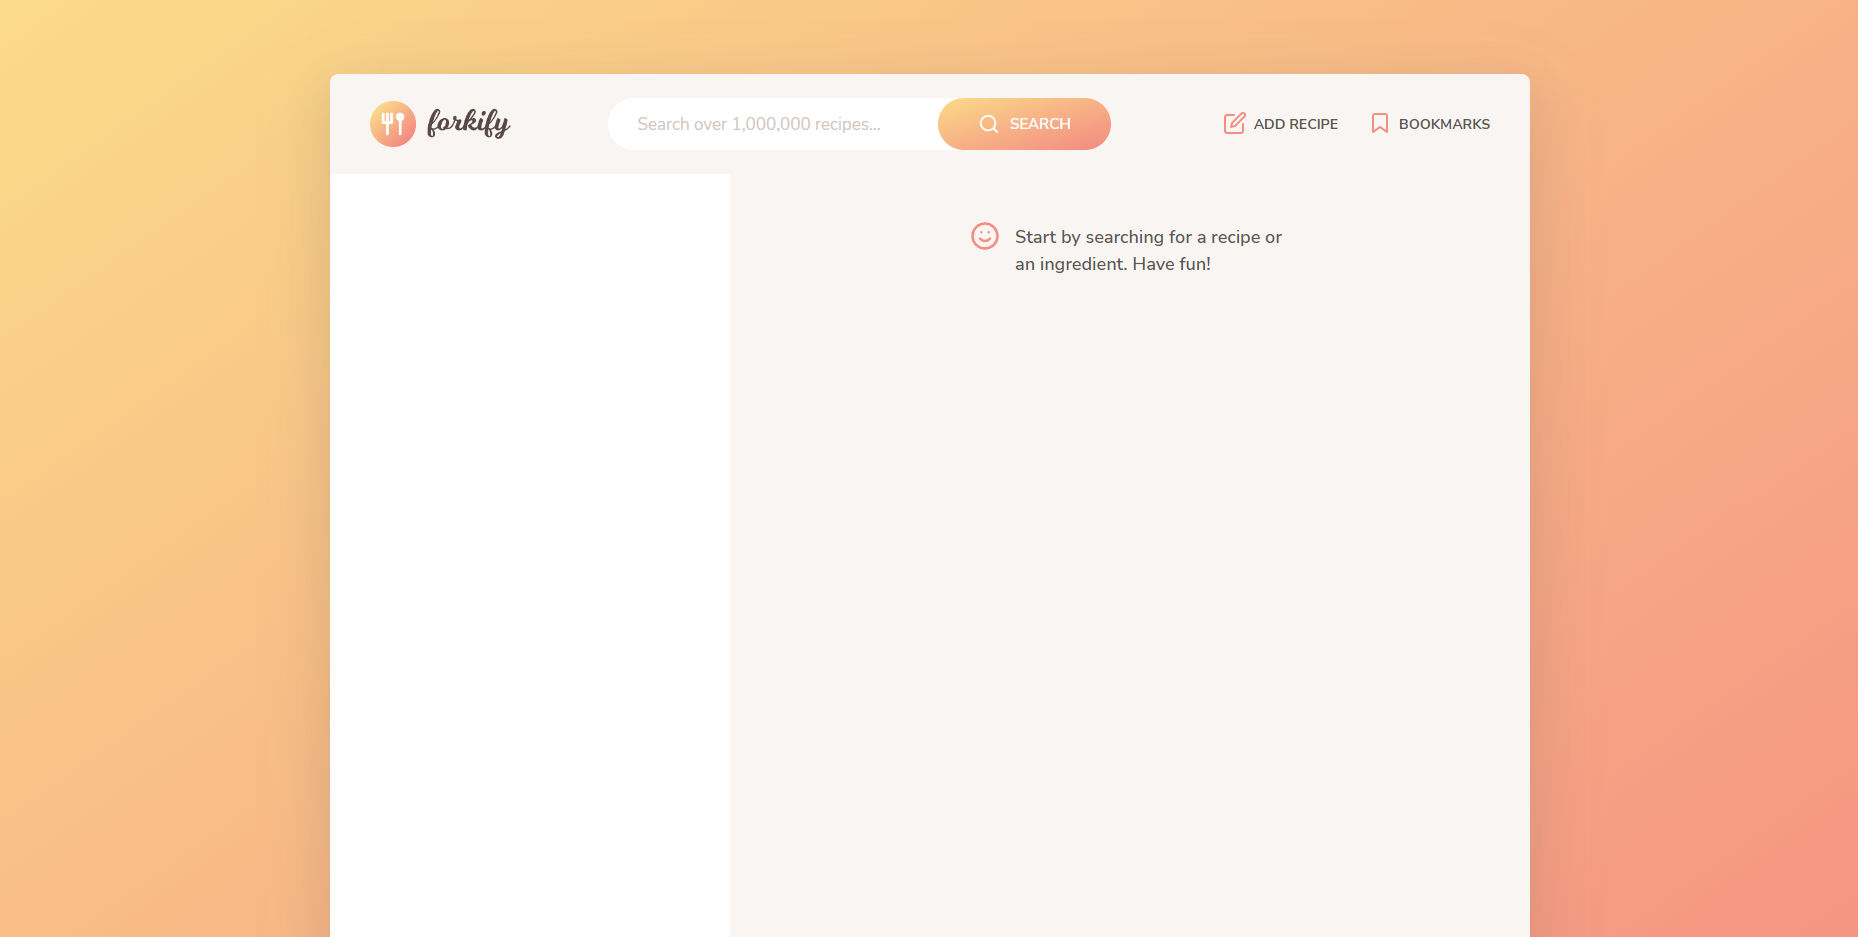 forkify
Search over 1,000,000 recipes...
SEARCH
ADD RECIPE
BOOKMARKS
Start by searching for a recipe or
an ingredient. Have fun!